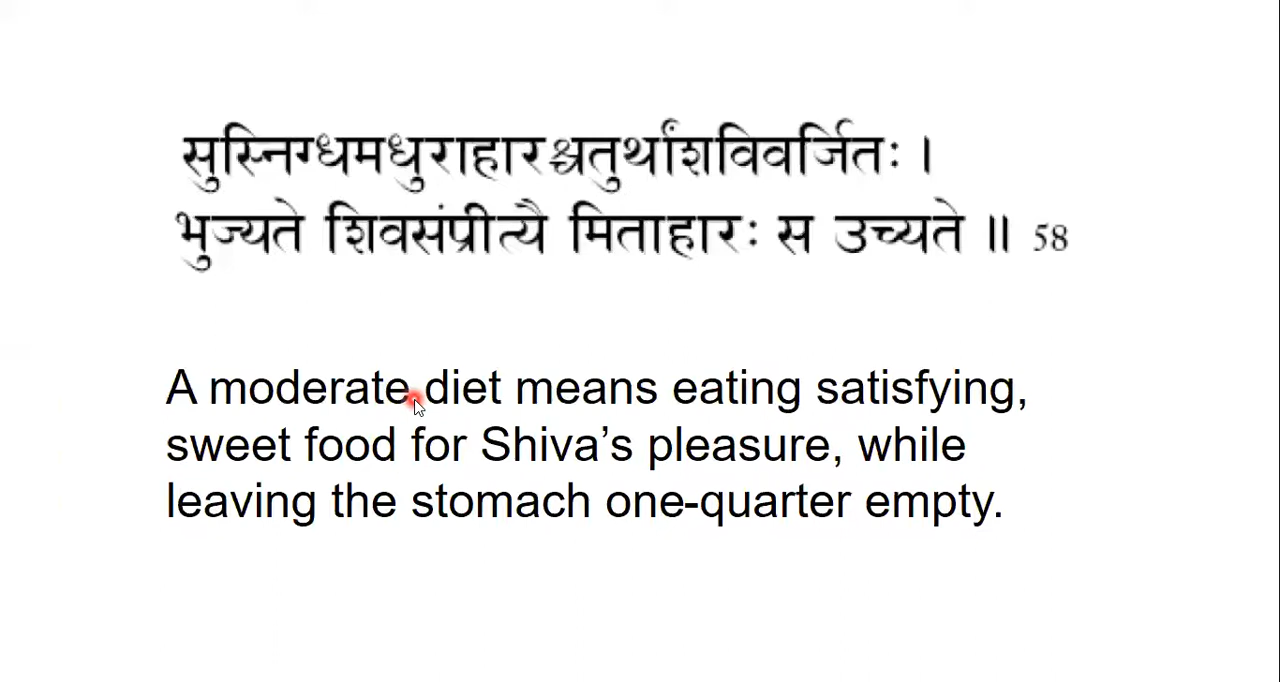 सुस्निग्धमधुराहारश्चतुर्थांशविवर्जितः ।
भुज्यते शिवसंप्रीत्यै मिताहारः स उच्यते ॥ 58
A moderate diet means eating satisfying,
sweet food for Shiva’s pleasure, while
leaving the stomach one-quarter empty.